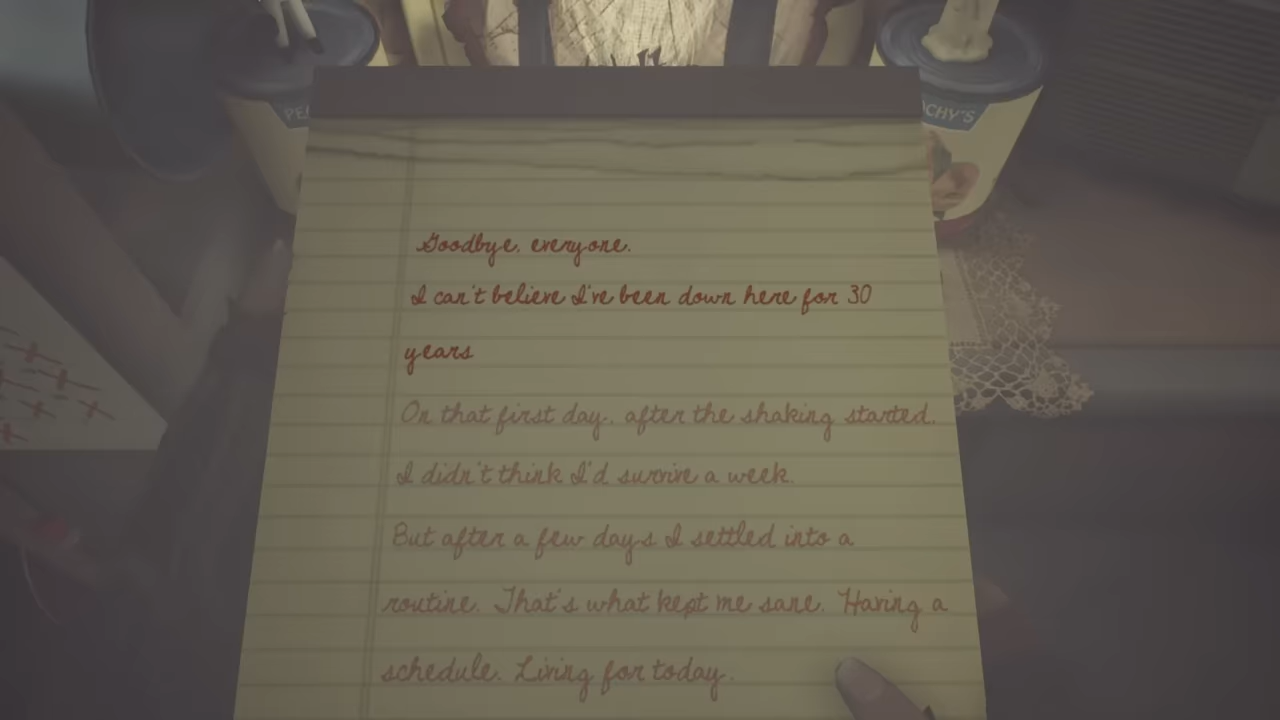 PEA
CHY'S
Goodbye, everyone.
I can't believe I've been down here for 30
years
On that first day, after the shaking started,
I didn't think I'd survive a week.
But after a few days I settled into a
routine. That's what kept me sane. Having a
schedule. Living for today.